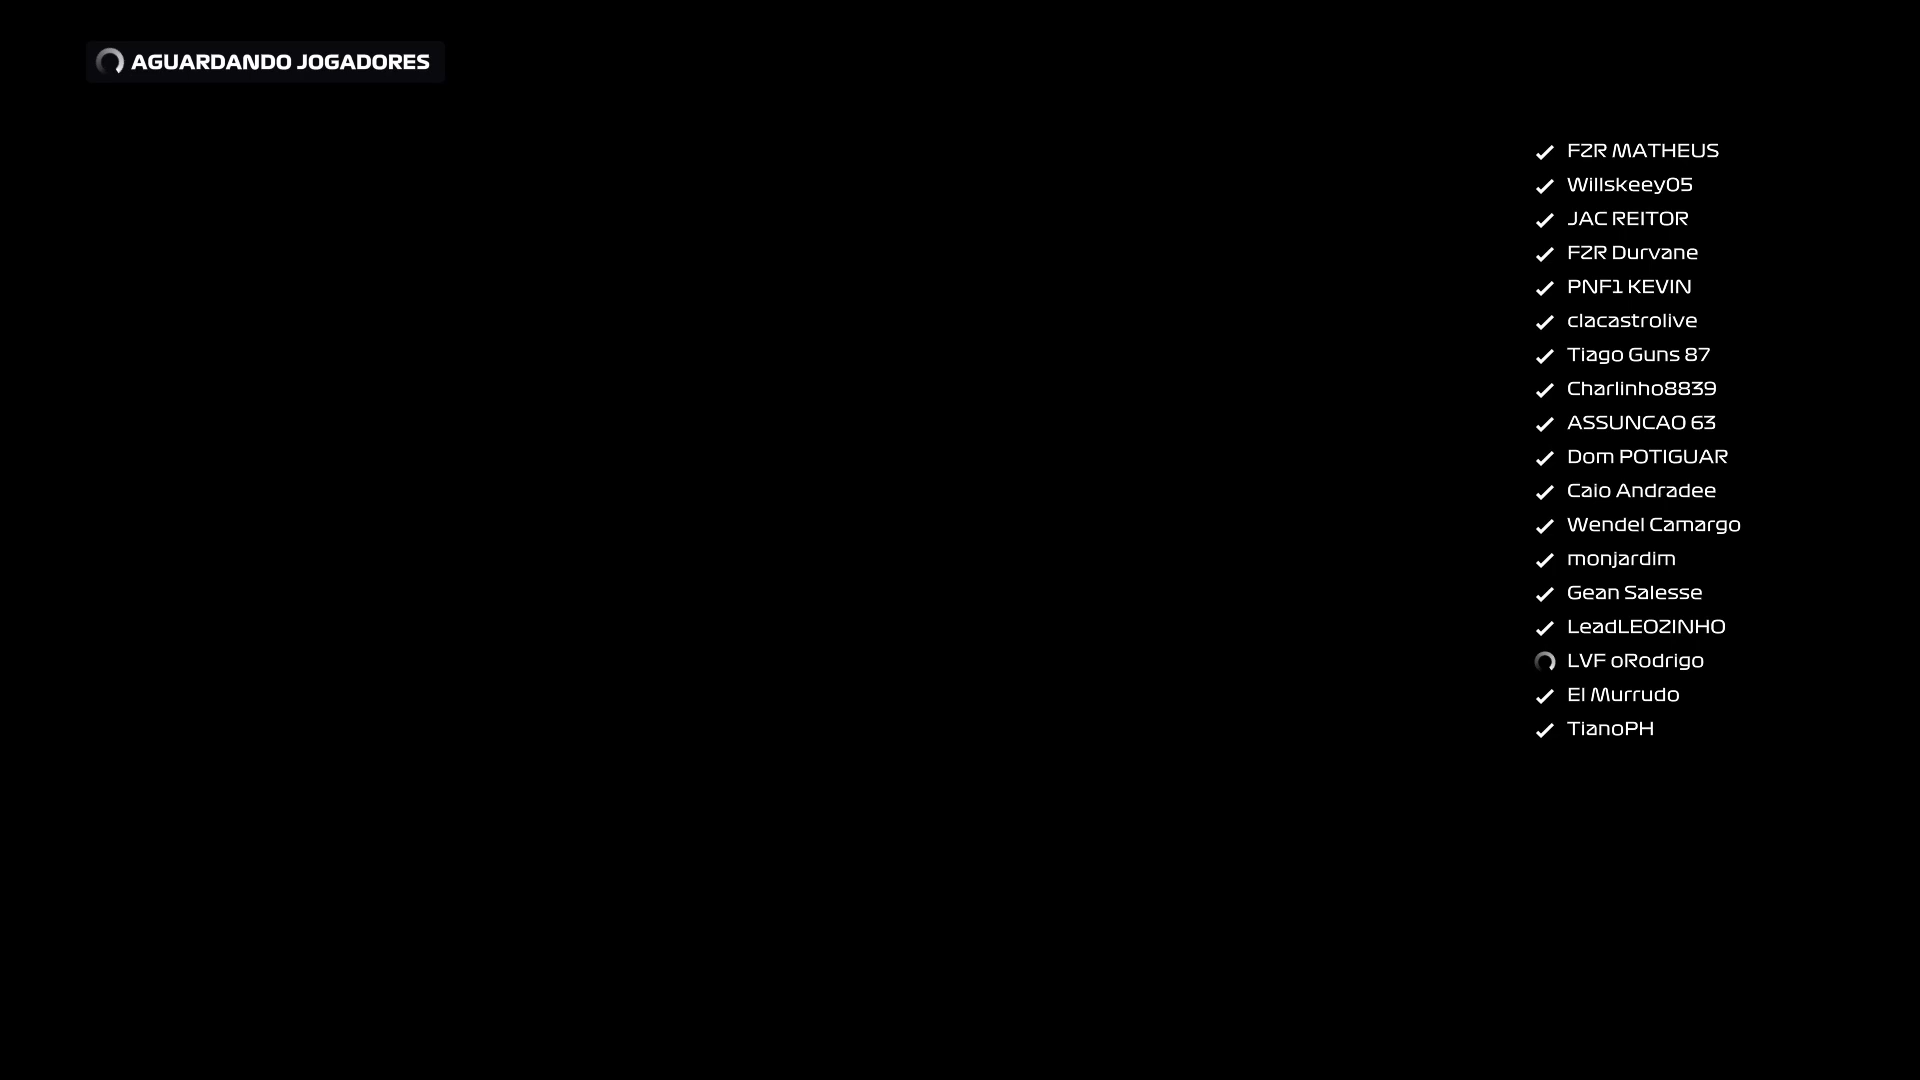 AGUARDANDO JOGADORES
FZR MATHEUS
Willskeey05
JAC REITOR
FZR Durvane
PNF1 KEVIN
clacastrolive
Tiago Guns 87
Charlinho8839
ASSUNCAO 63
Dom POTIGUAR
Caio Andradee
Wendel Camargo
monjardim
Gean Salesse
LeadLEOZINHO
LVF oRodrigo
El Murrudo
TianoPH